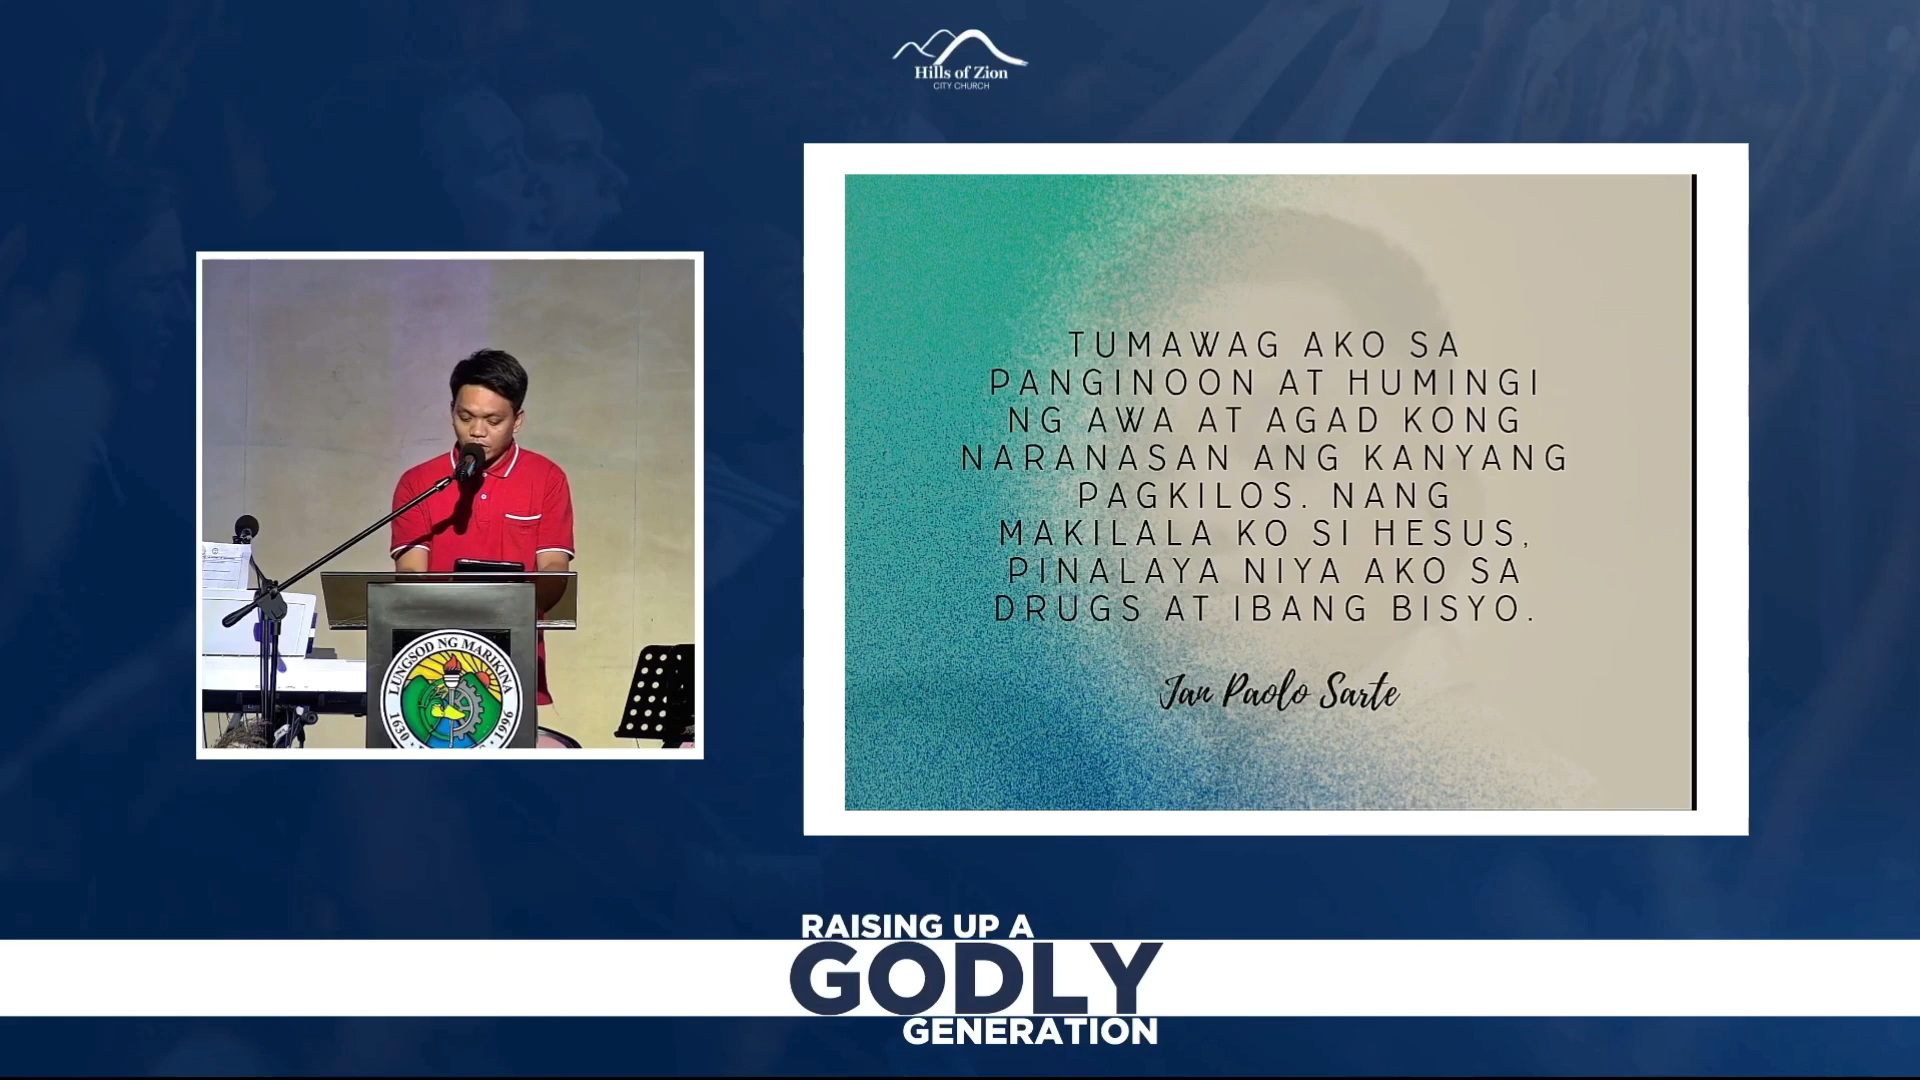 Hills of Zion
CITY CHURCH
TUMAWAG AKO SA
PANGINOON AT HUMINGI
NG AWA AT AGAD KONG
NARANASAN ANG KANYANG
PAGKILOS. NANG
MAKILALA KO SI HESUS,
PINALAYA NIYA AKO SA
DRUGS AT IBANG BISYO.
Jan Paolo Sarte
LUNGSOD NG MARIKINA
1630
1996
RAISING UP A
GODLY
GENERATION